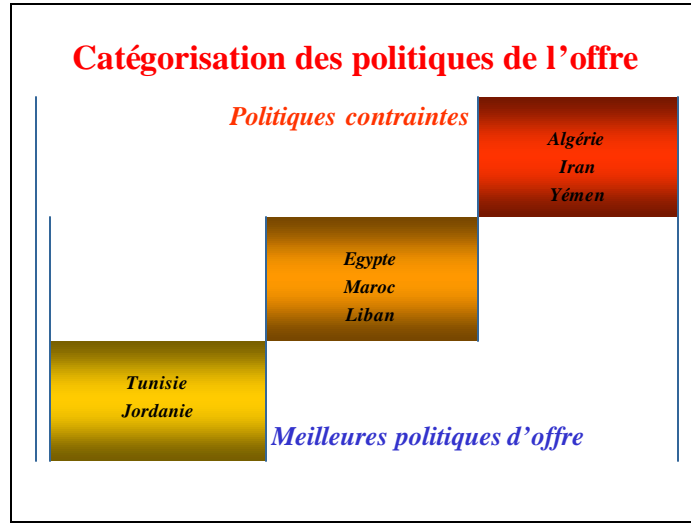 Catégorisation des politiques de l’offre
Politiques contraintes
Algérie
Iran
Yémen
Egypte
Maroc
Liban
Tunisie
Jordanie
Meilleures politiques d’offre